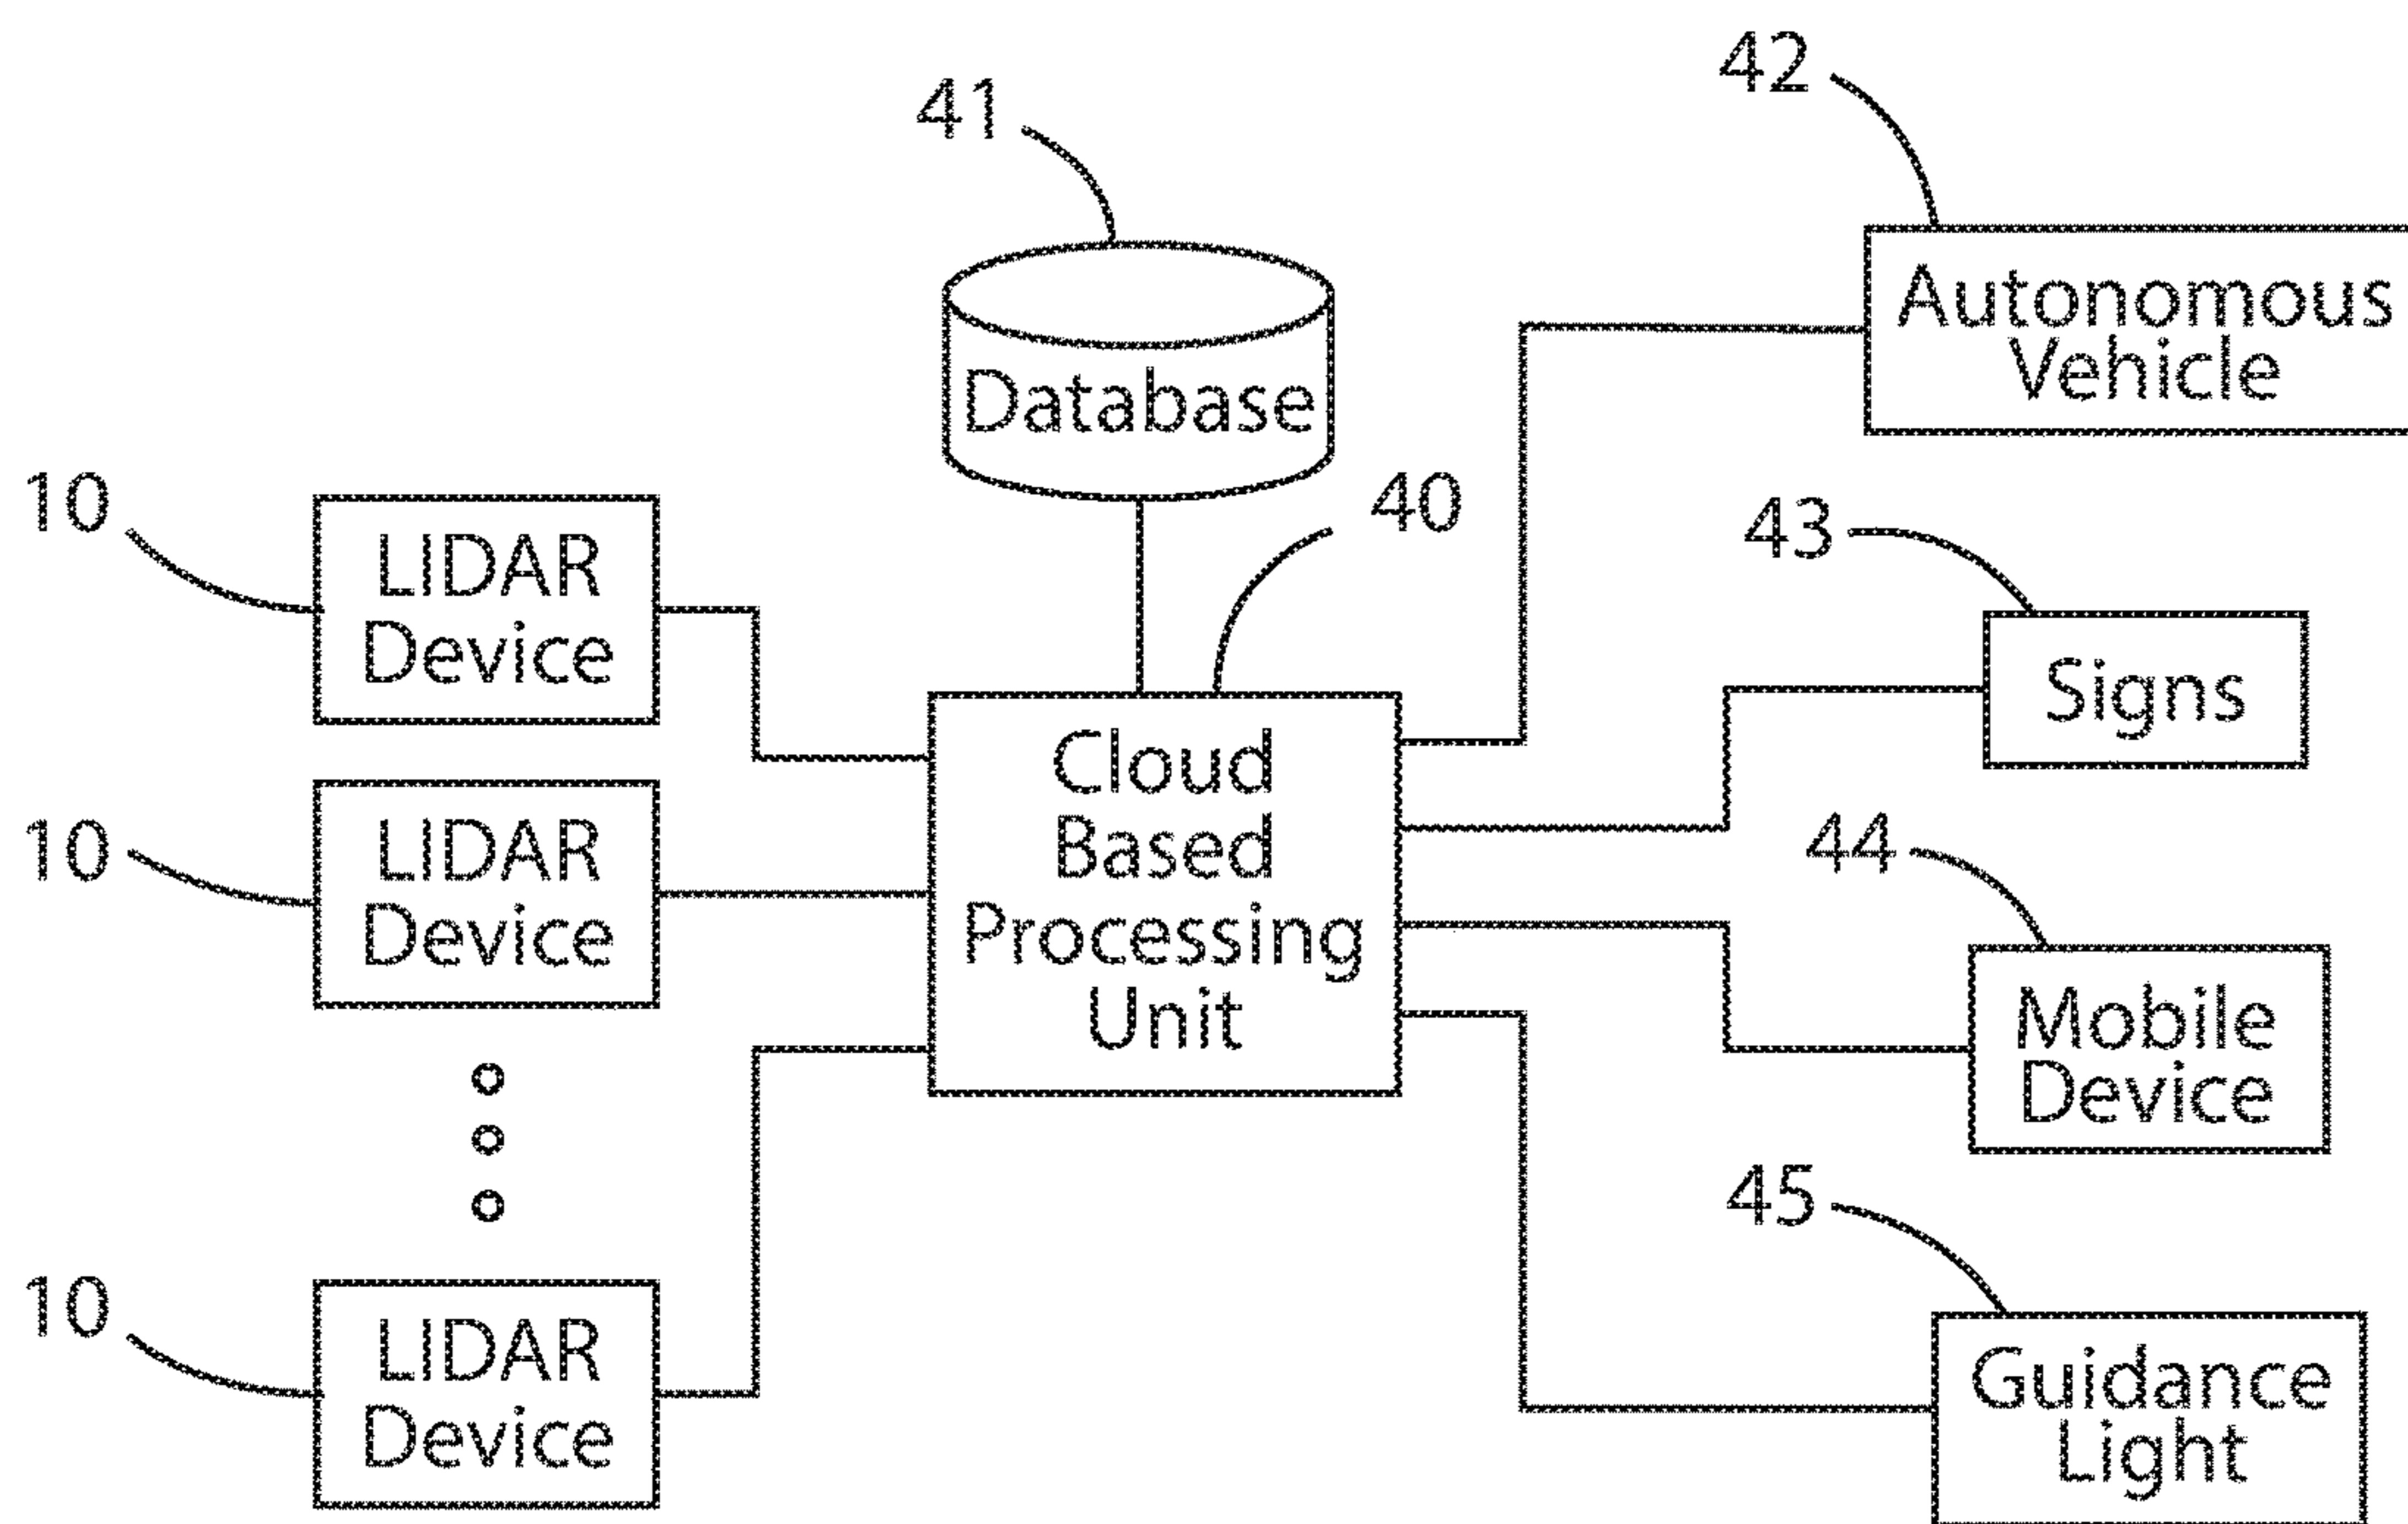 42
41
Autonomous
Vehicle
Database
10
LIDAR
Device
40
43
Signs
10
LIDAR
Device
Cloud
Based
Processing
Unit
44
Mobile
Device
45
10
LIDAR
Device
Guidance
Light